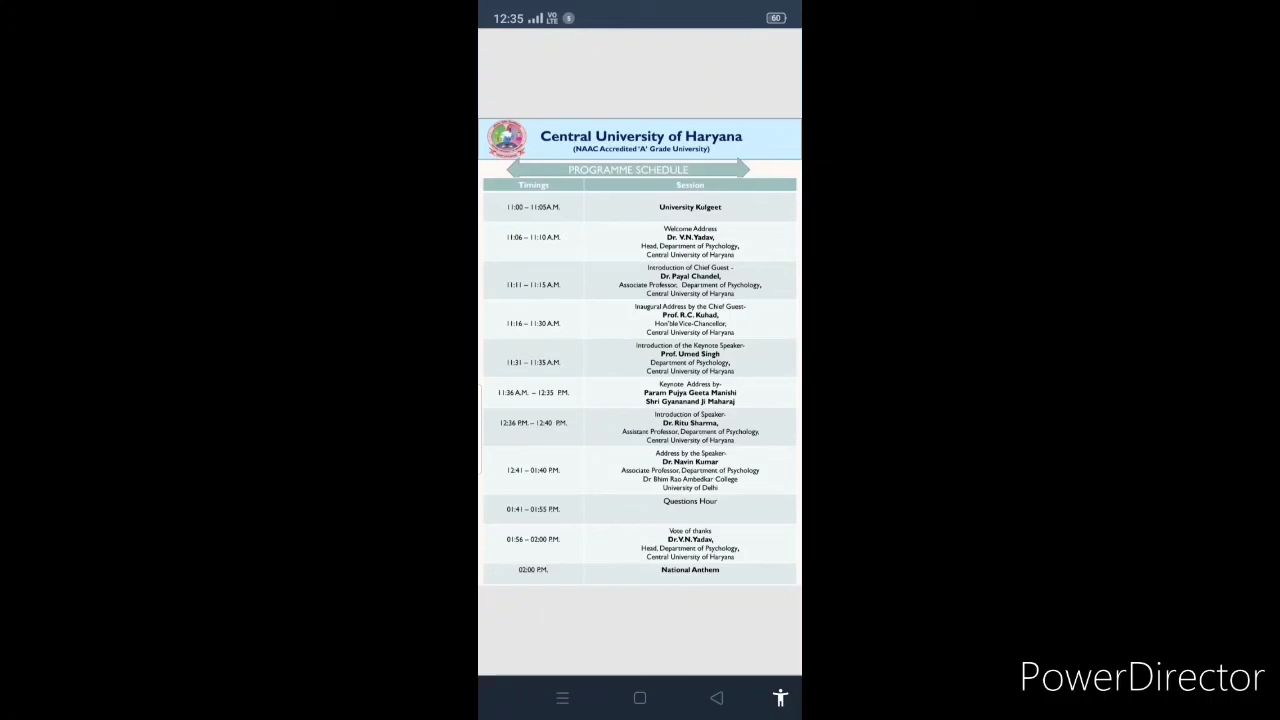 12:35 VO LTE 60
Central University of Haryana
(NAAC Accredited 'A' Grade University)
PROGRAMME SCHEDULE
Timings Session
11:00 – 11:05A.M. University Kulgeet
Welcome Address
11:06 – 11:10 A.M. Dr. V.N. Yadav,
Head, Department of Psychology,
Central University of Haryana
Introduction of Chief Guest -
Dr. Payal Chandel,
11:11 – 11:15 A.M. Associate Professor, Department of Psychology,
Central University of Haryana
Inaugural Address by the Chief Guest-
Prof. R.C. Kuhad,
11:16 – 11:30 A.M. Hon'ble Vice-Chancellor,
Central University of Haryana
Introduction of the Keynote Speaker-
Prof. Umed Singh
11:31 – 11:35 A.M. Department of Psychology,
Central University of Haryana
Keynote Address by-
11:36 A.M. – 12:35 P.M. Param Pujya Geeta Manishi
Shri Gyananand Ji Maharaj
Introduction of Speaker-
12:36 P.M. – 12:40 P.M. Dr. Ritu Sharma,
Assistant Professor, Department of Psychology,
Central University of Haryana
Address by the Speaker-
Dr. Navin Kumar
12:41 – 01:40 P.M. Associate Professor, Department of Psychology
Dr Bhim Rao Ambedkar College
University of Delhi
Questions Hour
01:41 – 01:55 P.M.
Vote of thanks
01:56 – 02:00 P.M. Dr.V.N. Yadav,
Head, Department of Psychology,
Central University of Haryana
02:00 P.M. National Anthem
PowerDirector